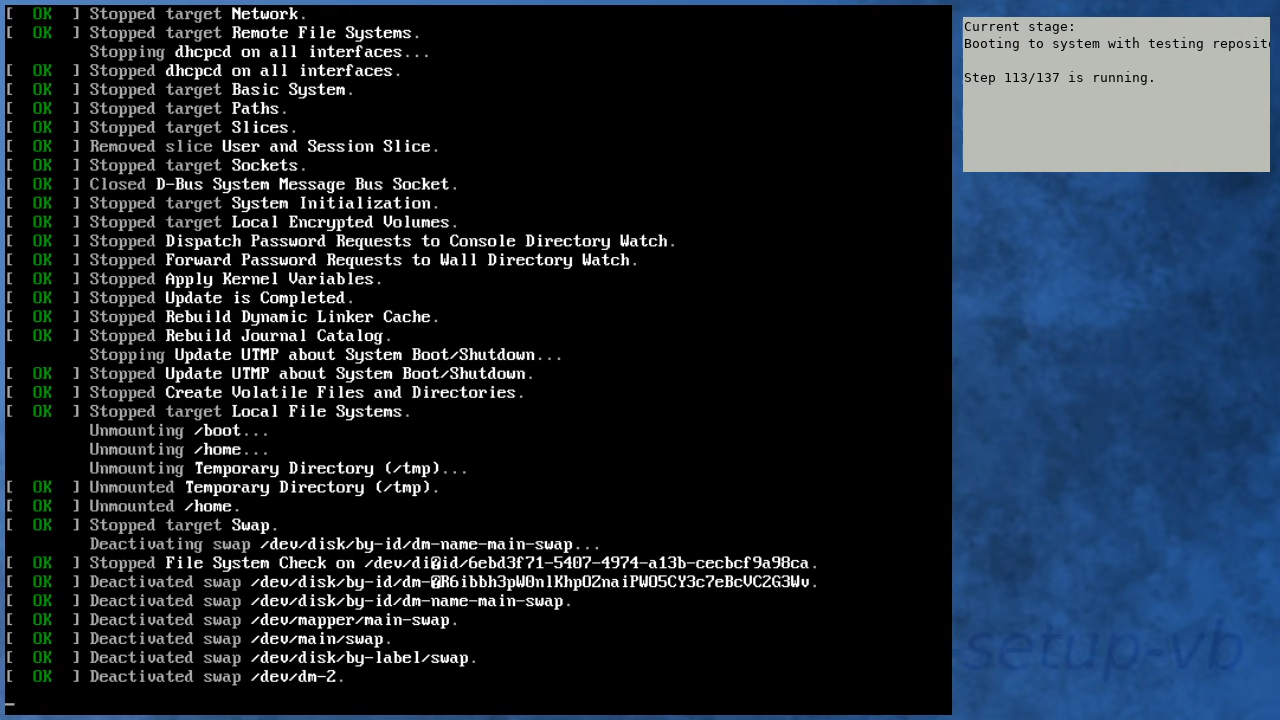 [  OK  ] Stopped target Network.
[  OK  ] Stopped target Remote File Systems.
Stopping dhcpcd on all interfaces...
[  OK  ] Stopped dhcpcd on all interfaces.
[  OK  ] Stopped target Basic System.
[  OK  ] Stopped target Paths.
[  OK  ] Stopped target Slices.
[  OK  ] Removed slice User and Session Slice.
[  OK  ] Stopped target Sockets.
[  OK  ] Closed D-Bus System Message Bus Socket.
[  OK  ] Stopped target System Initialization.
[  OK  ] Stopped target Local Encrypted Volumes.
[  OK  ] Stopped Dispatch Password Requests to Console Directory Watch.
[  OK  ] Stopped Forward Password Requests to Wall Directory Watch.
[  OK  ] Stopped Apply Kernel Variables.
[  OK  ] Stopped Update is Completed.
[  OK  ] Stopped Rebuild Dynamic Linker Cache.
[  OK  ] Stopped Rebuild Journal Catalog.
Stopping Update UTMP about System Boot/Shutdown...
[  OK  ] Stopped Update UTMP about System Boot/Shutdown.
[  OK  ] Stopped Create Volatile Files and Directories.
[  OK  ] Stopped target Local File Systems.
Unmounting /boot...
Unmounting /home...
Unmounting Temporary Directory (/tmp)...
[  OK  ] Unmounted Temporary Directory (/tmp).
[  OK  ] Unmounted /home.
[  OK  ] Stopped target Swap.
Deactivating swap /dev/disk/by-id/dm-name-main-swap...
[  OK  ] Stopped File System Check on /dev/di�id/6ebd3f71-5407-4974-a13b-cecbcf9a98ca.
[  OK  ] Deactivated swap /dev/disk/by-id/dm-�R6ibbh3pW0nlKhpOZnaiPWO5CY3c7eBcVC2G3Wv.
[  OK  ] Deactivated swap /dev/disk/by-id/dm-name-main-swap.
[  OK  ] Deactivated swap /dev/mapper/main-swap.
[  OK  ] Deactivated swap /dev/main/swap.
[  OK  ] Deactivated swap /dev/disk/by-label/swap.
[  OK  ] Deactivated swap /dev/dm-2.
Current stage:
Booting to system with testing reposito
Step 113/137 is running.
-setup-vb